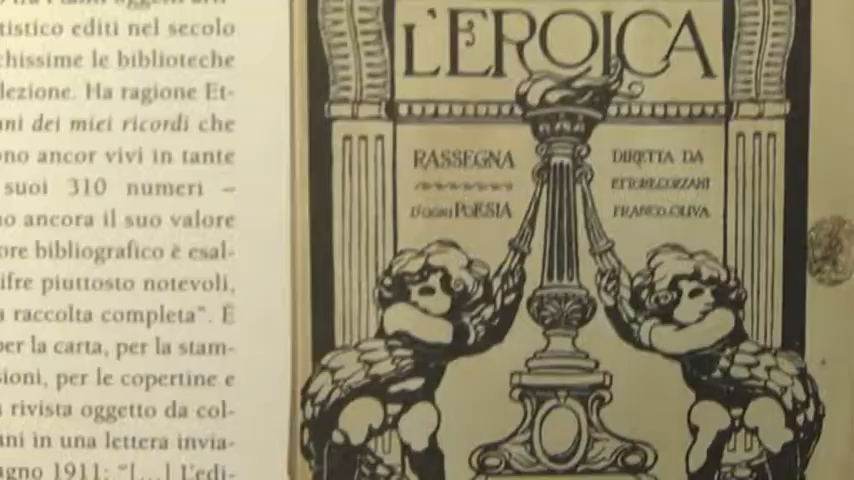 tistico editi nel secolo
chissime le biblioteche
lezione. Ha ragione Et-
ani dei miei ricordi che
no ancor vivi in tante
suoi 310 numeri –
o ancora il suo valore
ore bibliografico è esal-
ifre piuttosto notevoli,
a raccolta completa". È
per la carta, per la stam-
sioni, per le copertine e
rivista oggetto da col-
ani in una lettera invia-
agno 1911: "[...] L'edi-
L'EROICA
RASSEGNA
D'OGNI POESIA
DIRETTA DA
ETTORE COZZANI
FRANCO OLIVA